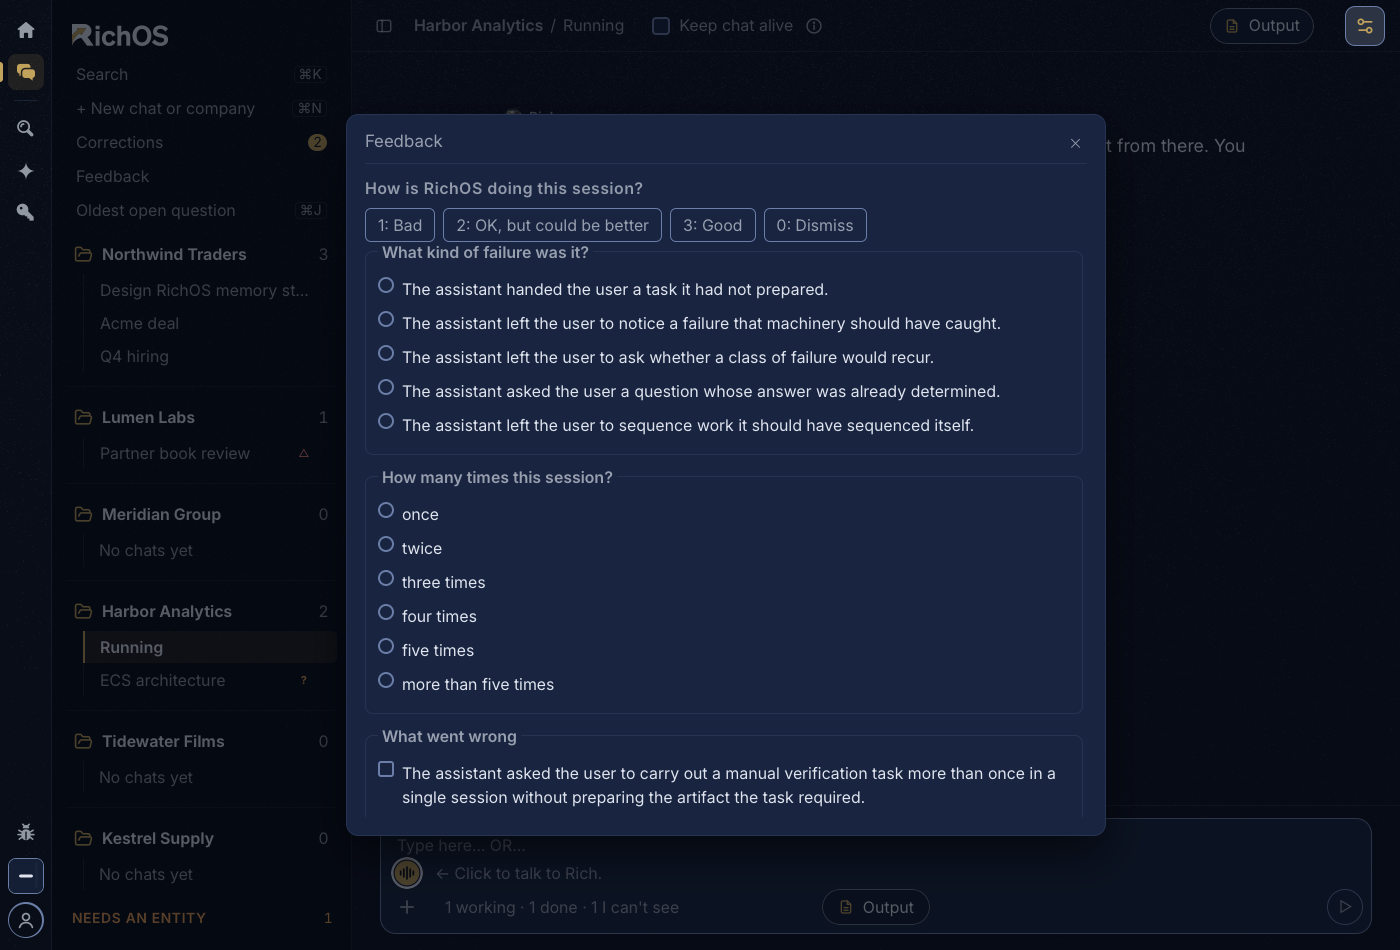 RichOS
Search ⌘K
+ New chat or company ⌘N
Corrections 2
Feedback
Oldest open question ⌘J
Northwind Traders 3
Design RichOS memory st...
Acme deal
Q4 hiring
Lumen Labs 1
Partner book review
Meridian Group 0
No chats yet
Harbor Analytics 2
Running
ECS architecture ?
Tidewater Films 0
No chats yet
Kestrel Supply 0
No chats yet
NEEDS AN ENTITY 1
Harbor Analytics / Running
Keep chat alive
Output
t from there. You
Feedback
How is RichOS doing this session?
1: Bad
2: OK, but could be better
3: Good
0: Dismiss
What kind of failure was it?
The assistant handed the user a task it had not prepared.
The assistant left the user to notice a failure that machinery should have caught.
The assistant left the user to ask whether a class of failure would recur.
The assistant asked the user a question whose answer was already determined.
The assistant left the user to sequence work it should have sequenced itself.
How many times this session?
once
twice
three times
four times
five times
more than five times
What went wrong
The assistant asked the user to carry out a manual verification task more than once in a
single session without preparing the artifact the task required.
Type here... OR...
← Click to talk to Rich.
1 working · 1 done · 1 I can't see
Output